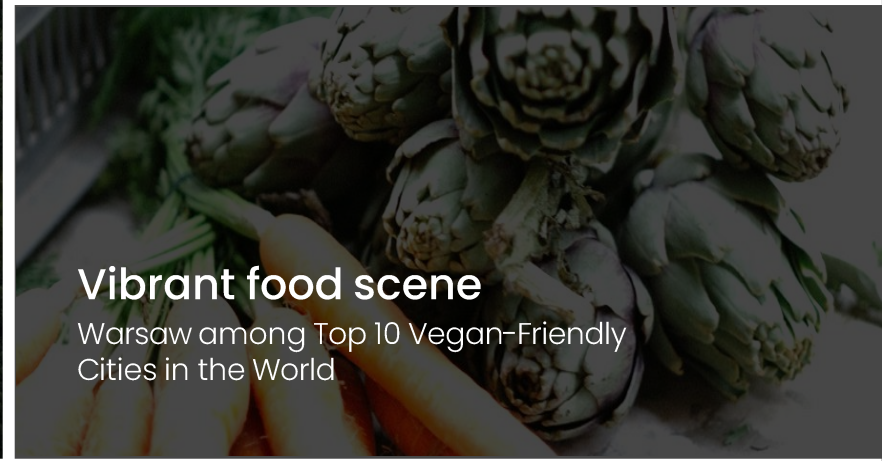 Vibrant food scene
Warsaw among Top 10 Vegan-Friendly
Cities in the World